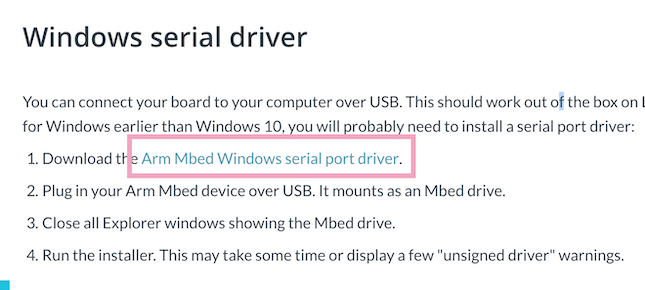 Windows serial driver
You can connect your board to your computer over USB. This should work out of the box on
for Windows earlier than Windows 10, you will probably need to install a serial port driver:
1. Download the Arm Mbed Windows serial port driver.
2. Plug in your Arm Mbed device over USB. It mounts as an Mbed drive.
3. Close all Explorer windows showing the Mbed drive.
4. Run the installer. This may take some time or display a few "unsigned driver" warnings.